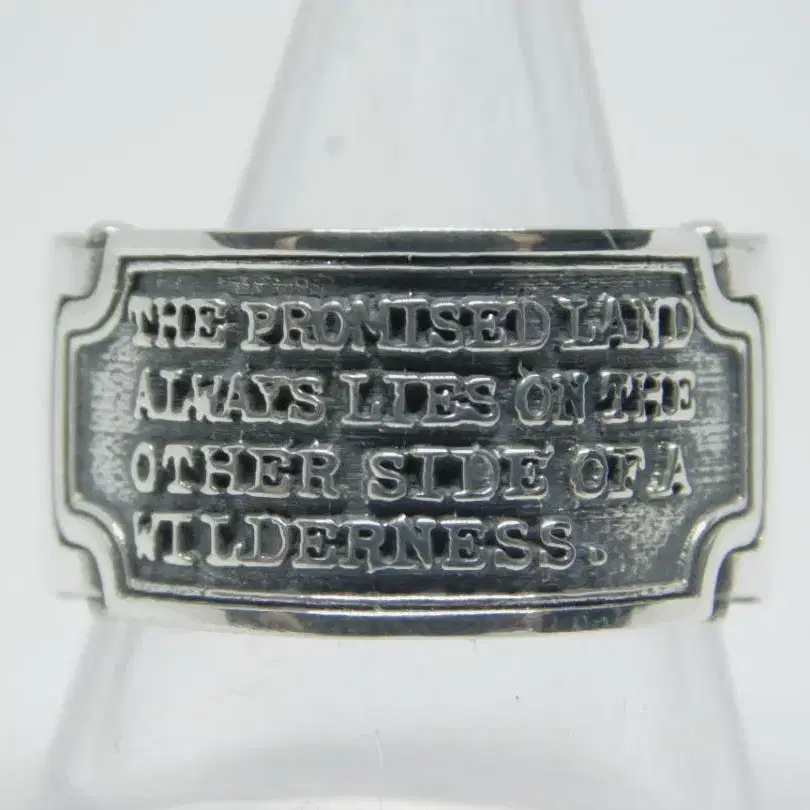 THE PROMISED LAND
ALWAYS LIES ON THE
OTHER SIDE OF A
WILDERNESS.